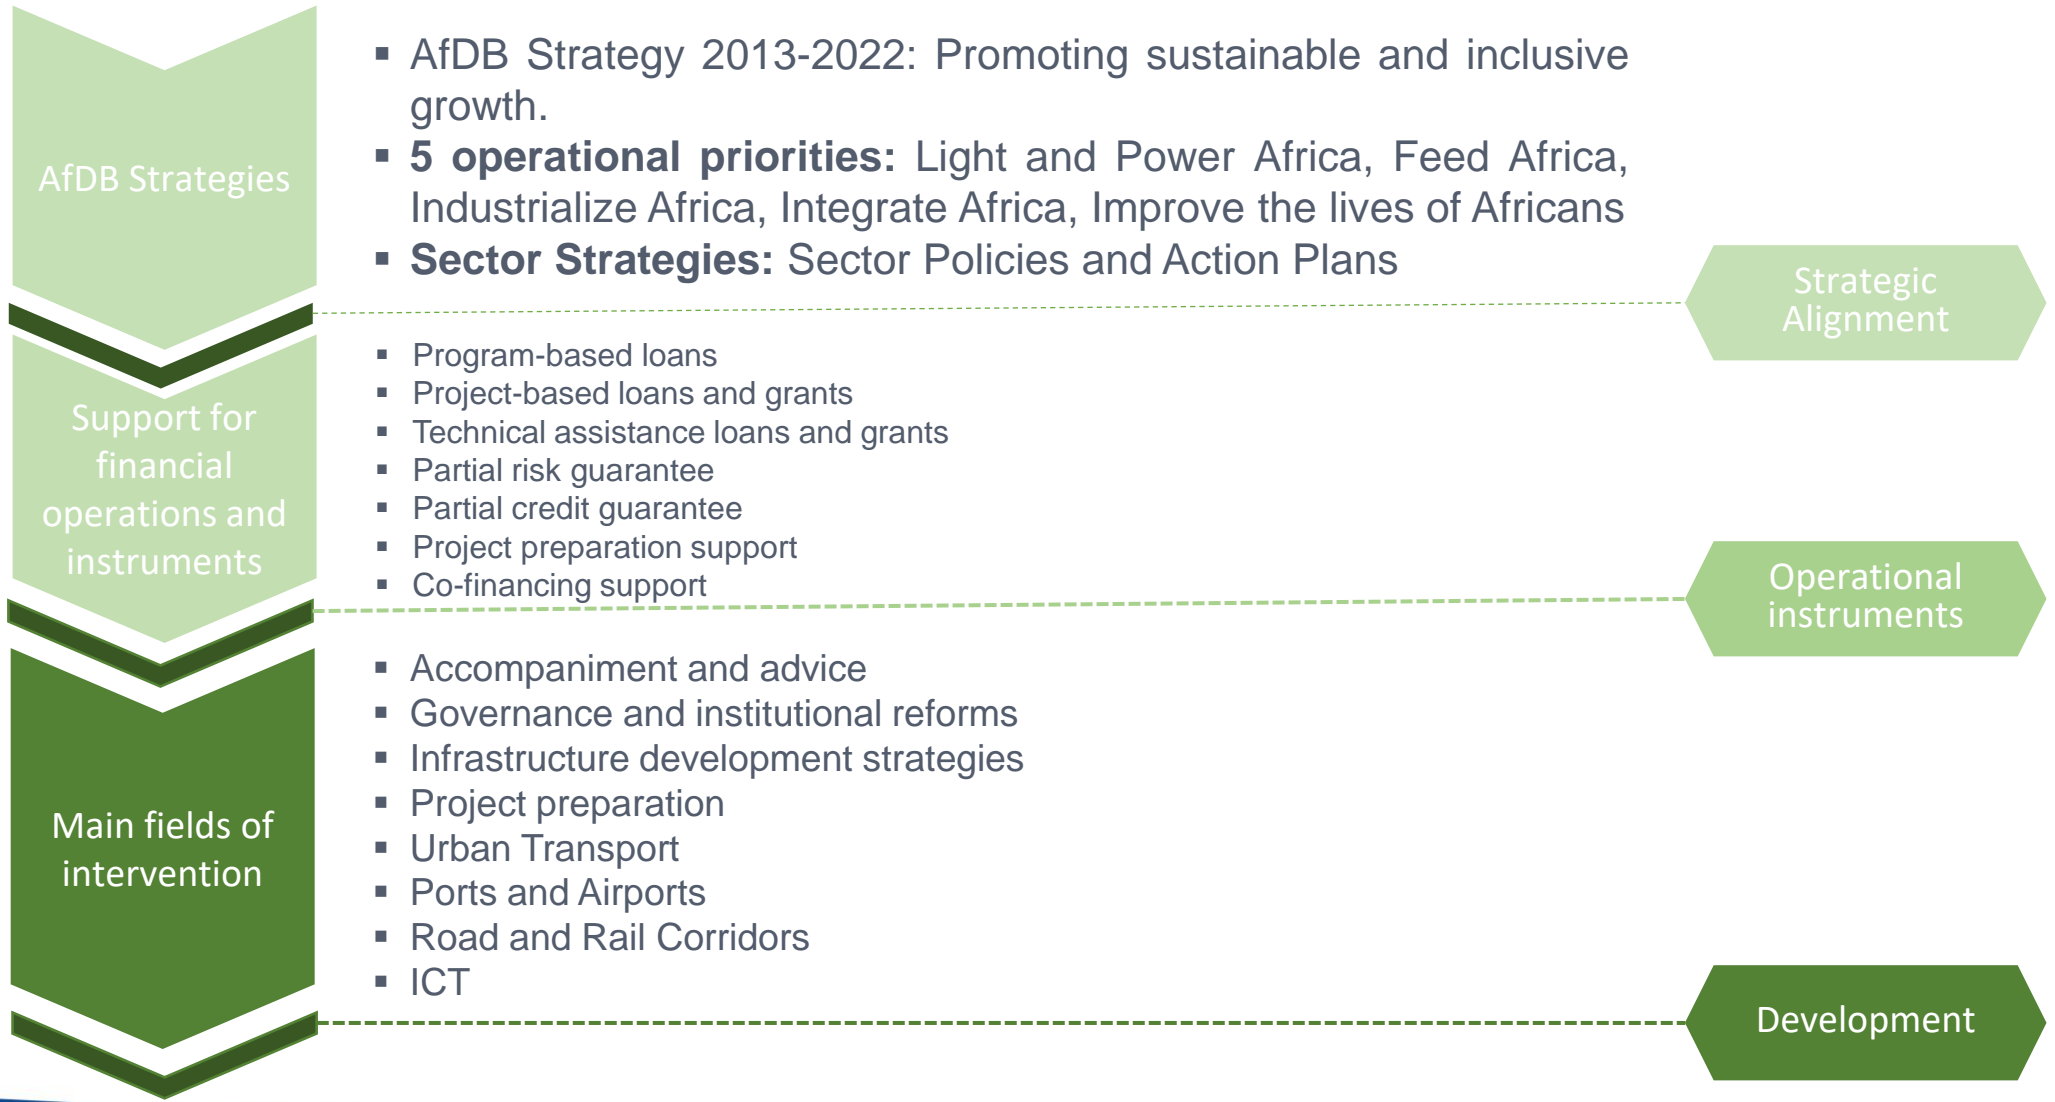 AfDB Strategies
▪ AfDB Strategy 2013-2022: Promoting sustainable and inclusive
growth.
▪ 5 operational priorities: Light and Power Africa, Feed Africa,
Industrialize Africa, Integrate Africa, Improve the lives of Africans
▪ Sector Strategies: Sector Policies and Action Plans
Strategic
Alignment
Support for
financial
operations and
instruments
▪ Program-based loans
▪ Project-based loans and grants
▪ Technical assistance loans and grants
▪ Partial risk guarantee
▪ Partial credit guarantee
▪ Project preparation support
▪ Co-financing support
Operational
instruments
Main fields of
intervention
▪ Accompaniment and advice
▪ Governance and institutional reforms
▪ Infrastructure development strategies
▪ Project preparation
▪ Urban Transport
▪ Ports and Airports
▪ Road and Rail Corridors
▪ ICT
Development